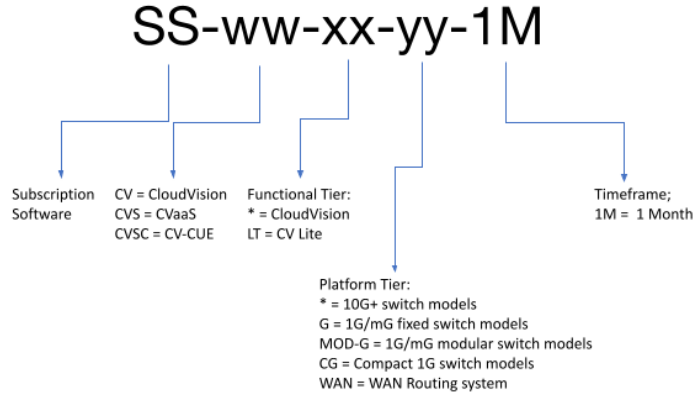 SS-ww-xx-yy-1M
Subscription
Software
CV = CloudVision
CVS = CVaaS
CVSC = CV-CUE
Functional Tier:
* = CloudVision
LT = CV Lite
Timeframe;
1M = 1 Month
Platform Tier:
* = 10G+ switch models
G = 1G/mG fixed switch models
MOD-G = 1G/mG modular switch models
CG = Compact 1G switch models
WAN = WAN Routing system